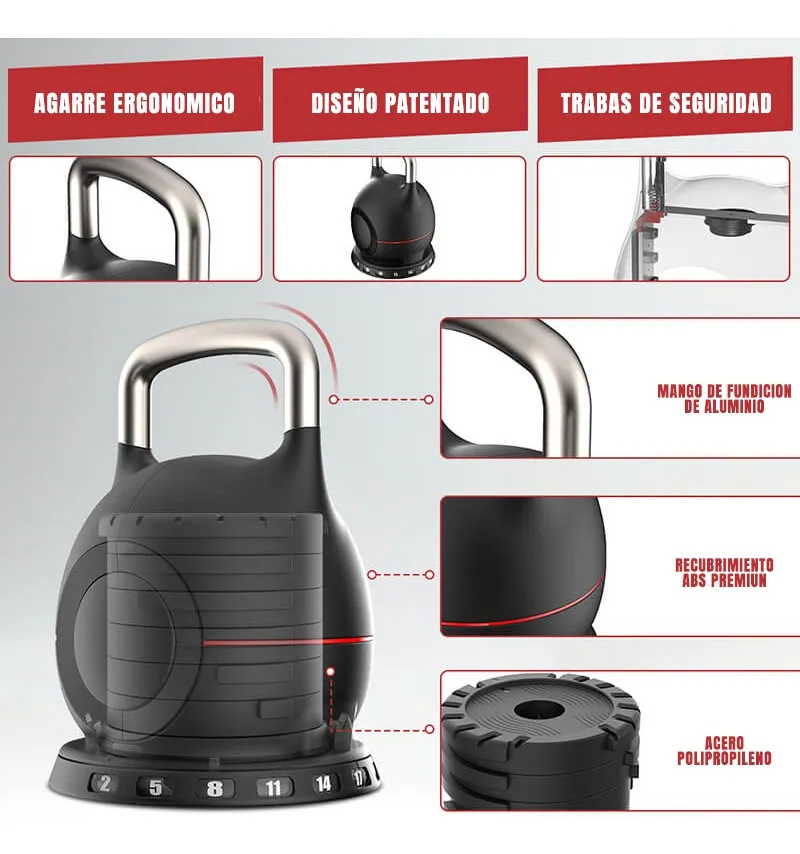 AGARRE ERGONOMICO
DISEÑO PATENTADO
TRABAS DE SEGURIDAD
MANGO DE FUNDICION
DE ALUMINIO
RECUBRIMIENTO
ABS PREMIUN
ACERO
POLIPROPILENO
2 5 8 11 14 17